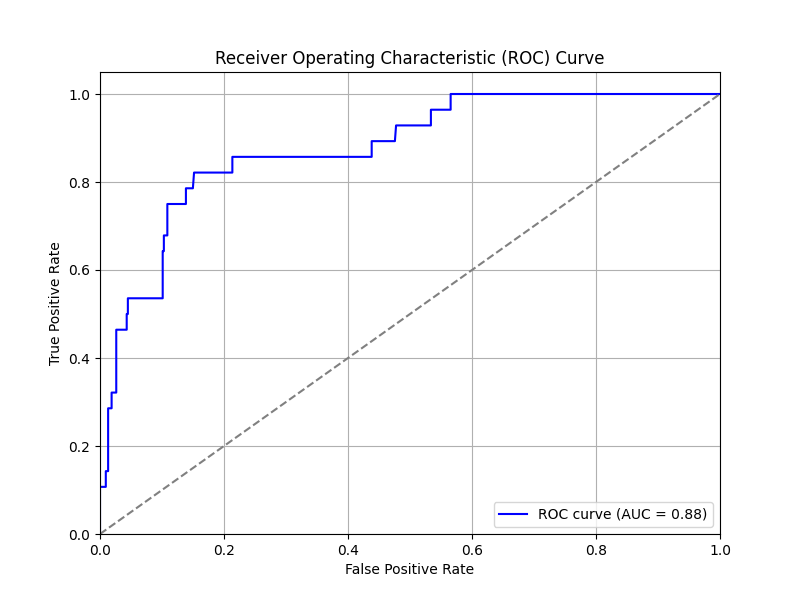 Receiver Operating Characteristic (ROC) Curve
1.0
0.8
0.6
0.4
0.2
0.0
True Positive Rate
ROC curve (AUC = 0.88)
0.0 0.2 0.4 0.6 0.8 1.0
False Positive Rate